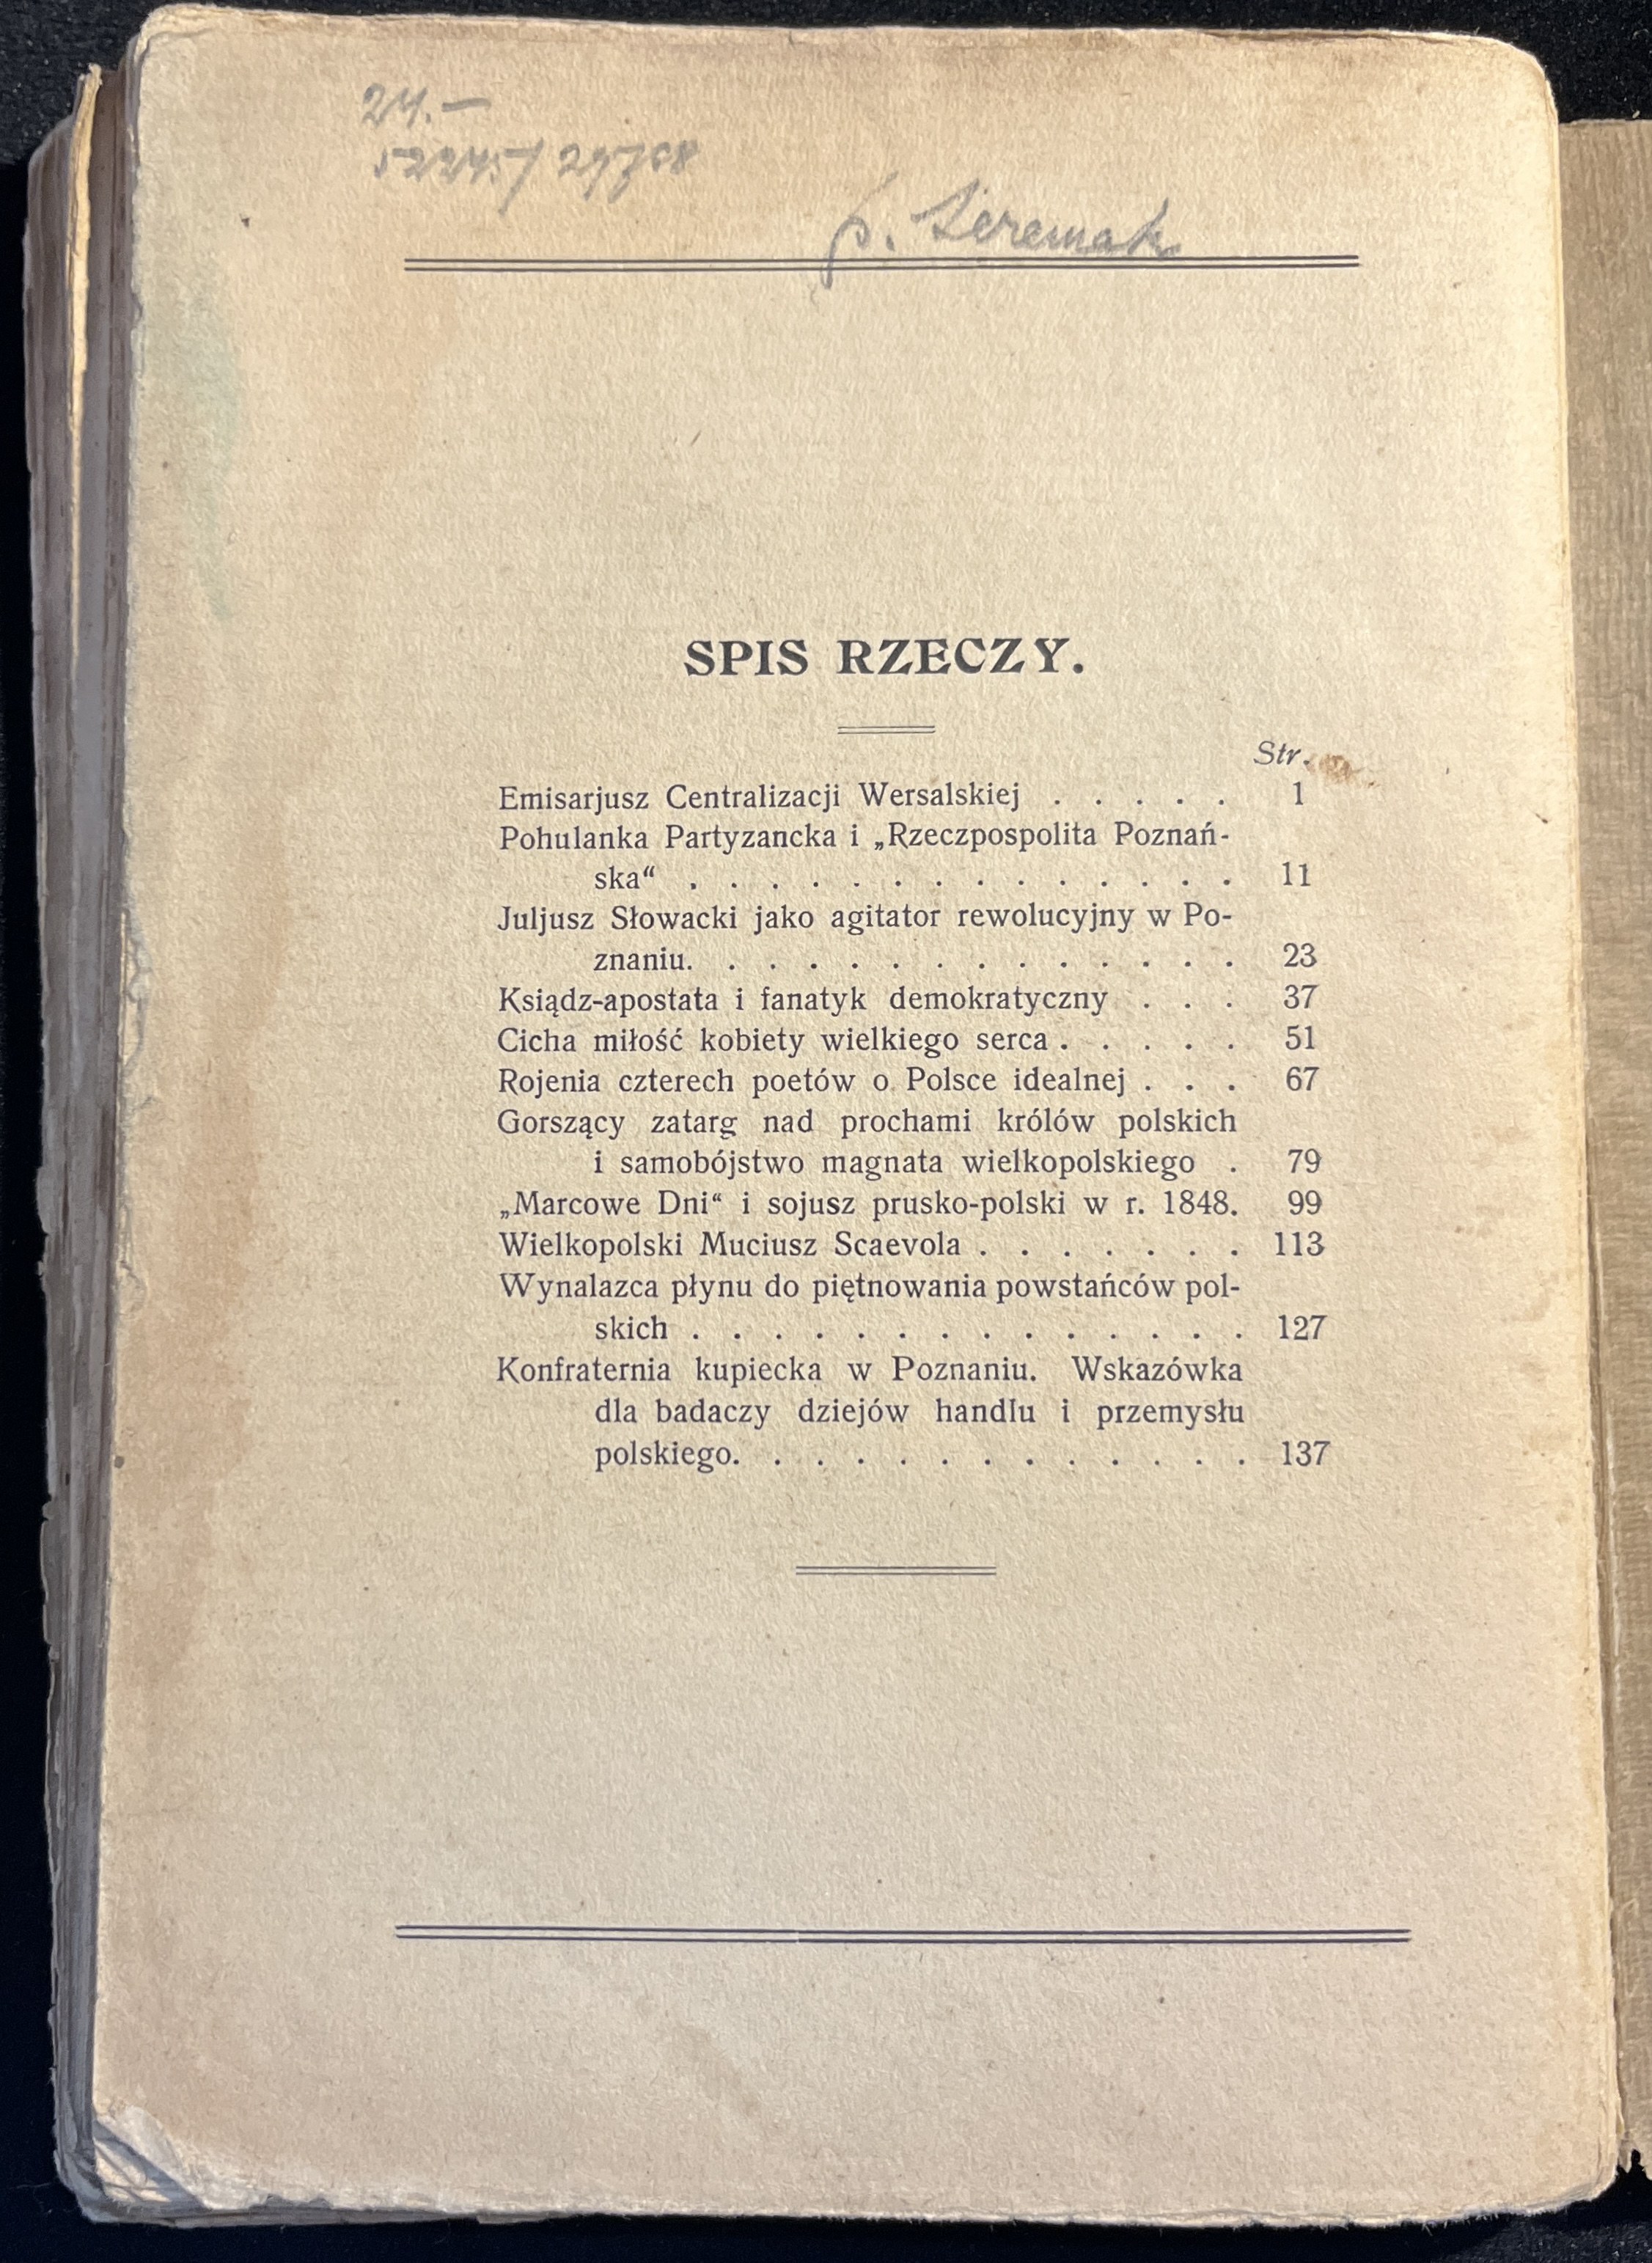 24.—
SPIS RZECZY.
Str.
Emisarjusz Centralizacji Wersalskiej . . . . . 1
Pohulanka Partyzancka i „Rzeczpospolita Poznań-
ska“ . . . . . . . . . . . . . . 11
Juljusz Słowacki jako agitator rewolucyjny w Po-
znaniu. . . . . . . . . . . . . . 23
Ksiądz-apostata i fanatyk demokratyczny . . . 37
Cicha miłość kobiety wielkiego serca . . . . . 51
Rojenia czterech poetów o Polsce idealnej . . . 67
Gorszący zatarg nad prochami królów polskich
i samobójstwo magnata wielkopolskiego . 79
„Marcowe Dni“ i sojusz prusko-polski w r. 1848. 99
Wielkopolski Muciusz Scaevola . . . . . . . 113
Wynalazca płynu do piętnowania powstańców pol-
skich . . . . . . . . . . . . . . 127
Konfraternia kupiecka w Poznaniu. Wskazówka
dla badaczy dziejów handlu i przemysłu
polskiego. . . . . . . . . . . . . 137